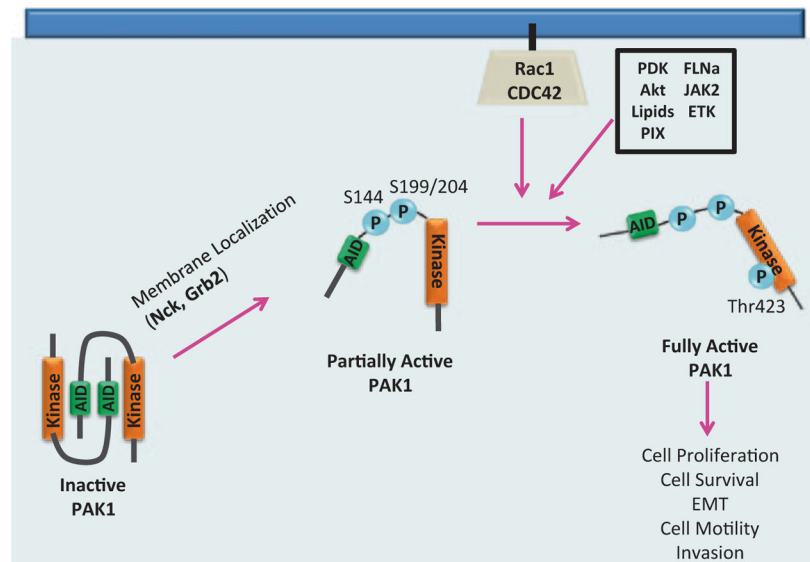 Rac1
CDC42
PDK FLNa
Akt JAK2
Lipids ETK
PIX
Membrane Localization
(Nck, Grb2)
S144
S199/204
P
P
AID
Kinase
Partially Active
PAK1
AID
P
P
Kinase
P
Thr423
Fully Active
PAK1
Kinase
AID
AID
Kinase
Inactive
PAK1
Cell Proliferation
Cell Survival
EMT
Cell Motility
Invasion